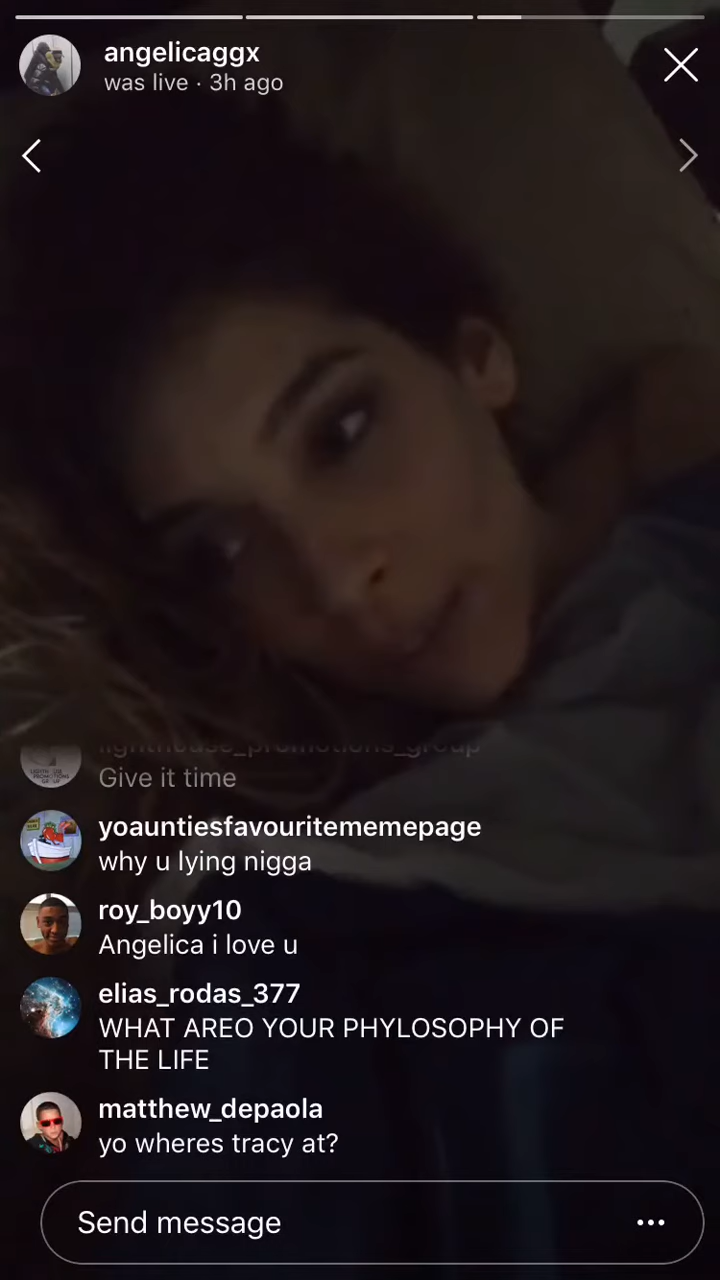 angelicaggx
was live · 3h ago
lighthouse_promotions_group
Give it time
yoauntiesfavouritememepage
why u lying nigga
roy_boyy10
Angelica i love u
elias_rodas_377
WHAT AREO YOUR PHYLOSOPHY OF
THE LIFE
matthew_depaola
yo wheres tracy at?
Send message